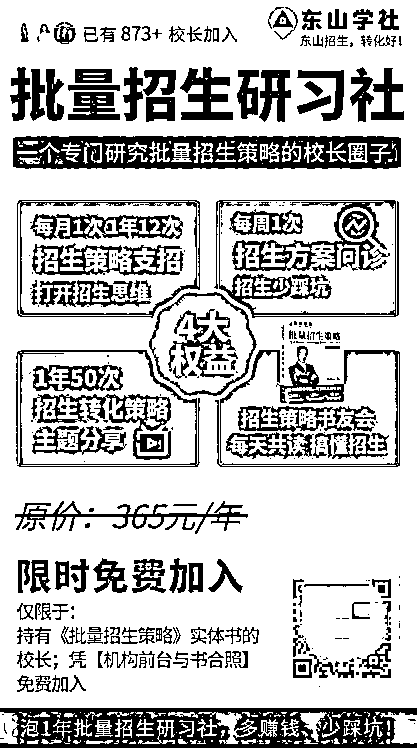 已有 873+ 校长加入
东山学社
东山招生，转化好!
批量招生研习社
一个专门研究批量招生策略的校长圈子
每月1次1年12次
招生策略支招
打开招生思维
每周1次
招生方案问诊
招生少踩坑
4大
权益
1年50次
招生转化策略
主题分享
批量招生策略
招生策略书友会
每天共读 搞懂招生
原价：365元/年
限时免费加入
仅限于：
持有《批量招生策略》实体书的
校长；凭【机构前台与书合照】
免费加入
泡1年批量招生研习社，多赚钱、少踩坑！